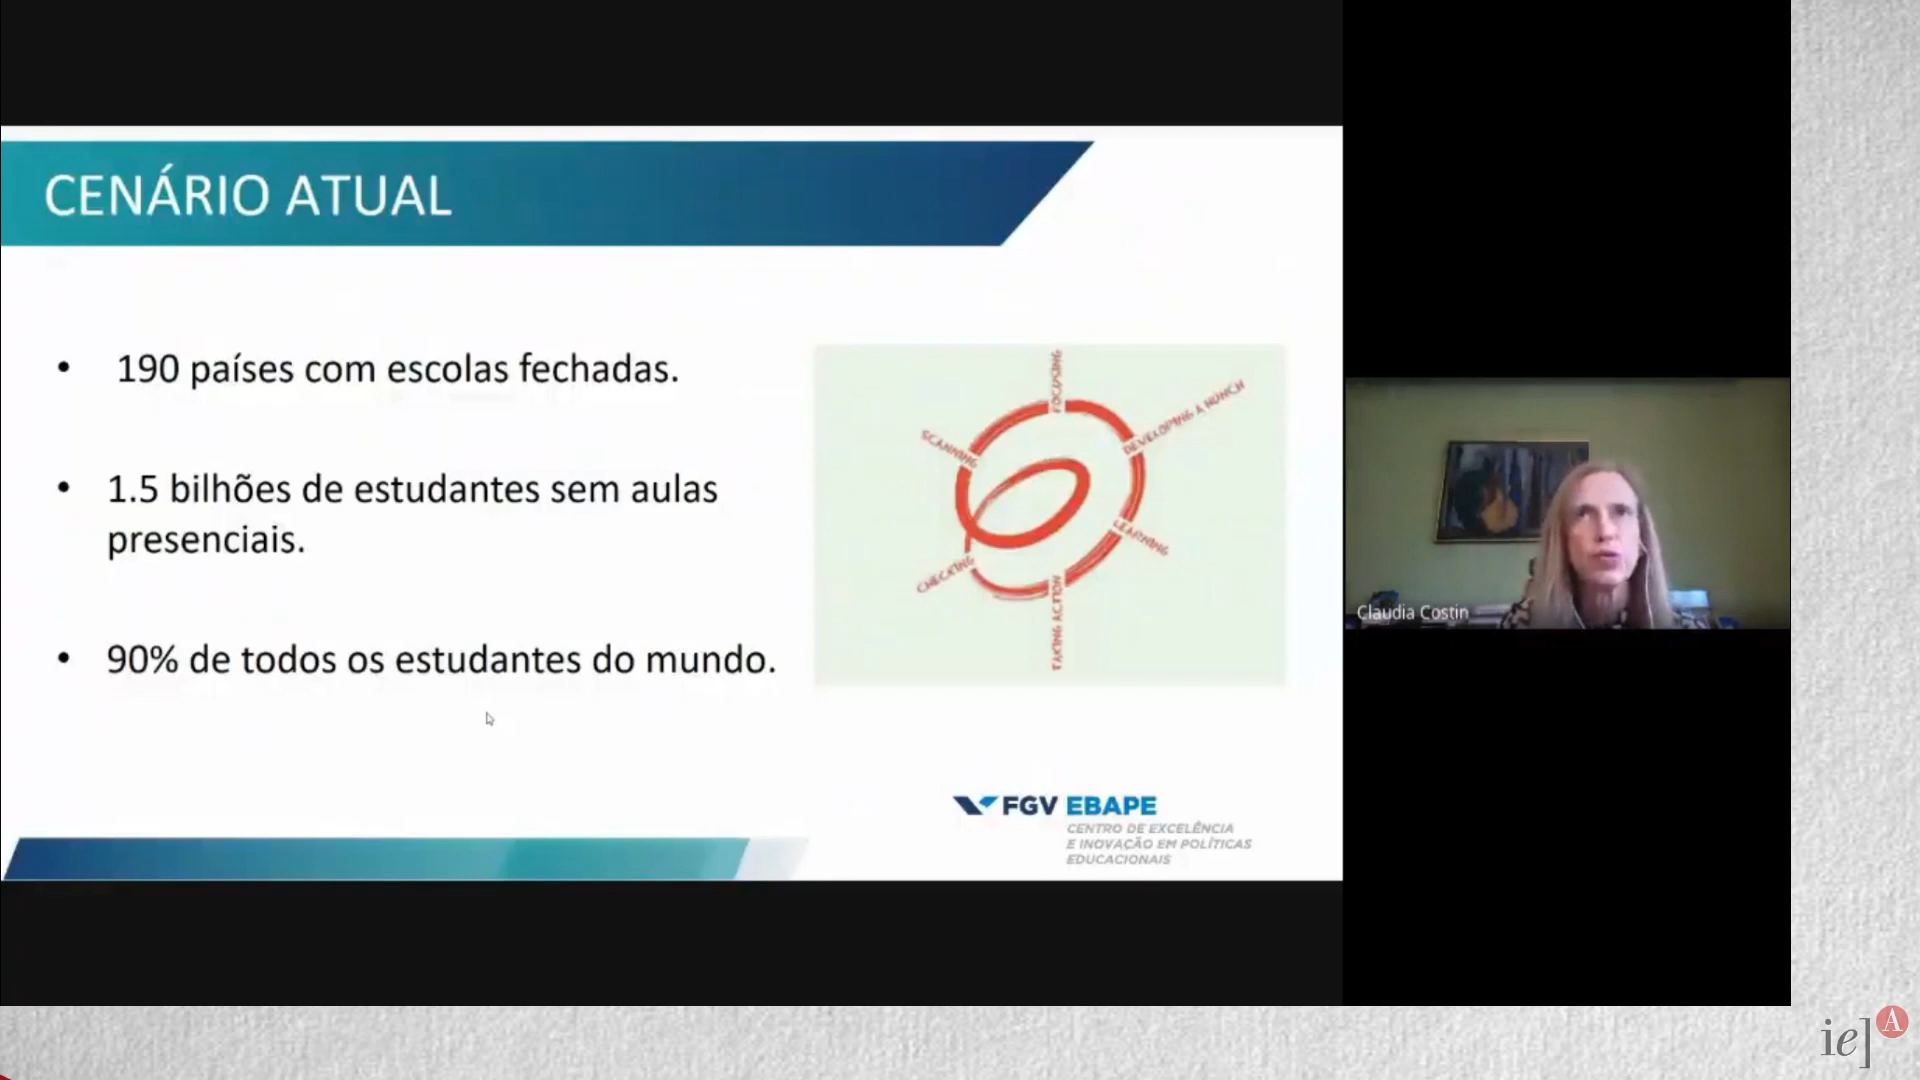 CENÁRIO ATUAL
• 190 países com escolas fechadas.
• 1.5 bilhões de estudantes sem aulas
presenciais.
• 90% de todos os estudantes do mundo.
FOCUSING
DEVELOPING A HUNCH
SCANNING
LEARNING
CHECKING
TAKING ACTION
FGV EBAPE
CENTRO DE EXCELÊNCIA
E INOVAÇÃO EM POLÍTICAS
EDUCACIONAIS
Claudia Costin
ie]A